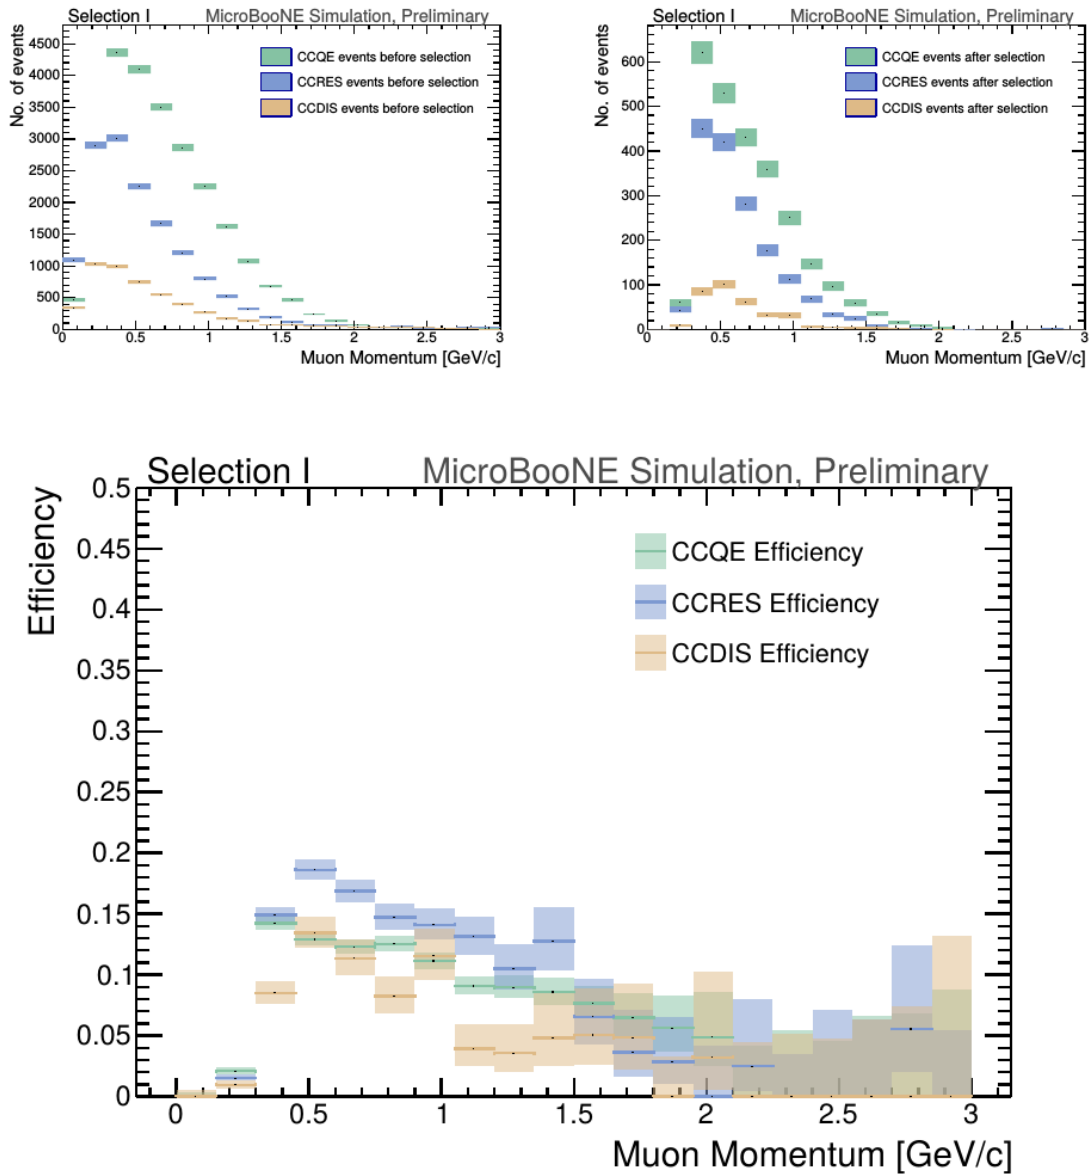 Selection I MicroBooNE Simulation, Preliminary
No. of events
4500
4000
3500
3000
2500
2000
1500
1000
500
0
CCQE events before selection
CCRES events before selection
CCDIS events before selection
0 0.5 1 1.5 2 2.5 3
Muon Momentum [GeV/c]
Selection I MicroBooNE Simulation, Preliminary
No. of events
600
500
400
300
200
100
0
CCQE events after selection
CCRES events after selection
CCDIS events after selection
0 0.5 1 1.5 2 2.5 3
Muon Momentum [GeV/c]
Selection I MicroBooNE Simulation, Preliminary
Efficiency
0.5
0.45
0.4
0.35
0.3
0.25
0.2
0.15
0.1
0.05
0
CCQE Efficiency
CCRES Efficiency
CCDIS Efficiency
0 0.5 1 1.5 2 2.5 3
Muon Momentum [GeV/c]